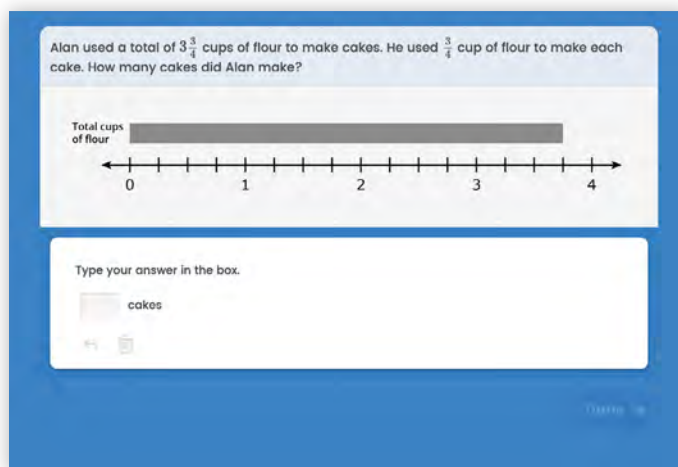 Alan used a total of 3 3/4 cups of flour to make cakes. He used 3/4 cup of flour to make each
cake. How many cakes did Alan make?
Total cups
of flour
0 1 2 3 4
Type your answer in the box.
cakes